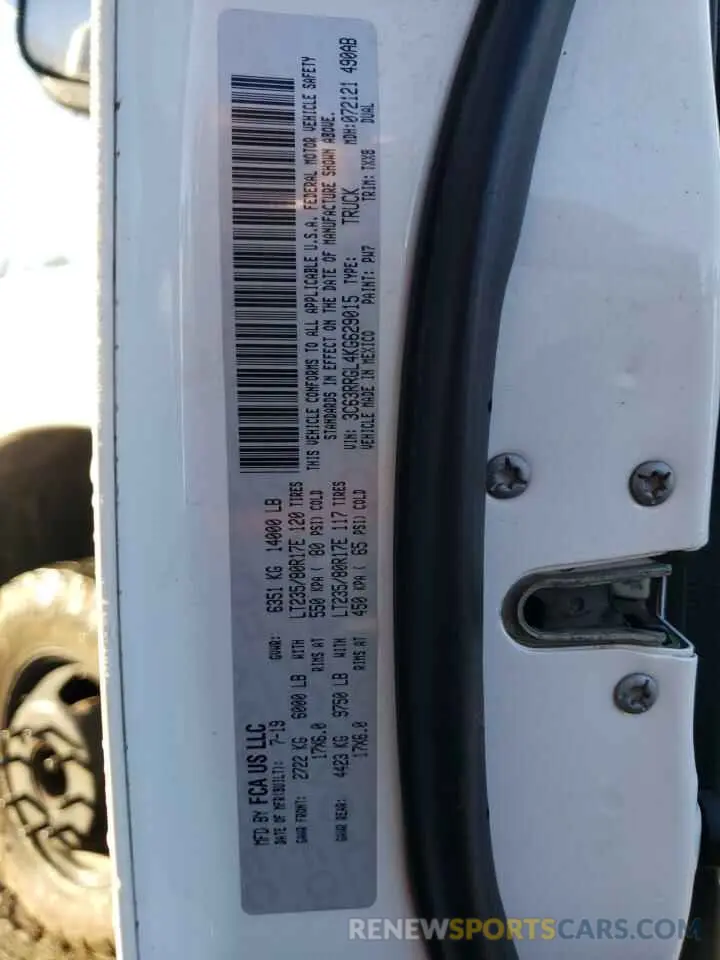 MFD BY FCA US LLC
DATE OF MFR(BUILT): 7-19 GVWR: 6351 KG 14000 LB
GAWR FRONT: 2722 KG 6000 LB WITH LT235/80R17E 120 TIRES
17X6.0 RIMS AT 550 KPA ( 80 PSI) COLD
GAWR REAR: 4423 KG 9750 LB WITH LT235/80R17E 117 TIRES
17X6.0 RIMS AT 450 KPA ( 65 PSI) COLD
THIS VEHICLE CONFORMS TO ALL APPLICABLE U.S.A. FEDERAL MOTOR VEHICLE SAFETY
STANDARDS IN EFFECT ON THE DATE OF MANUFACTURE SHOWN ABOVE.
VIN: 3C63RRGL4KG629015 TYPE: TRUCK MDH:072121 490AB
VEHICLE MADE IN MEXICO PAINT: PW7 TRIM: TXX8 DUAL
RENEWSPORTSCARS.COM